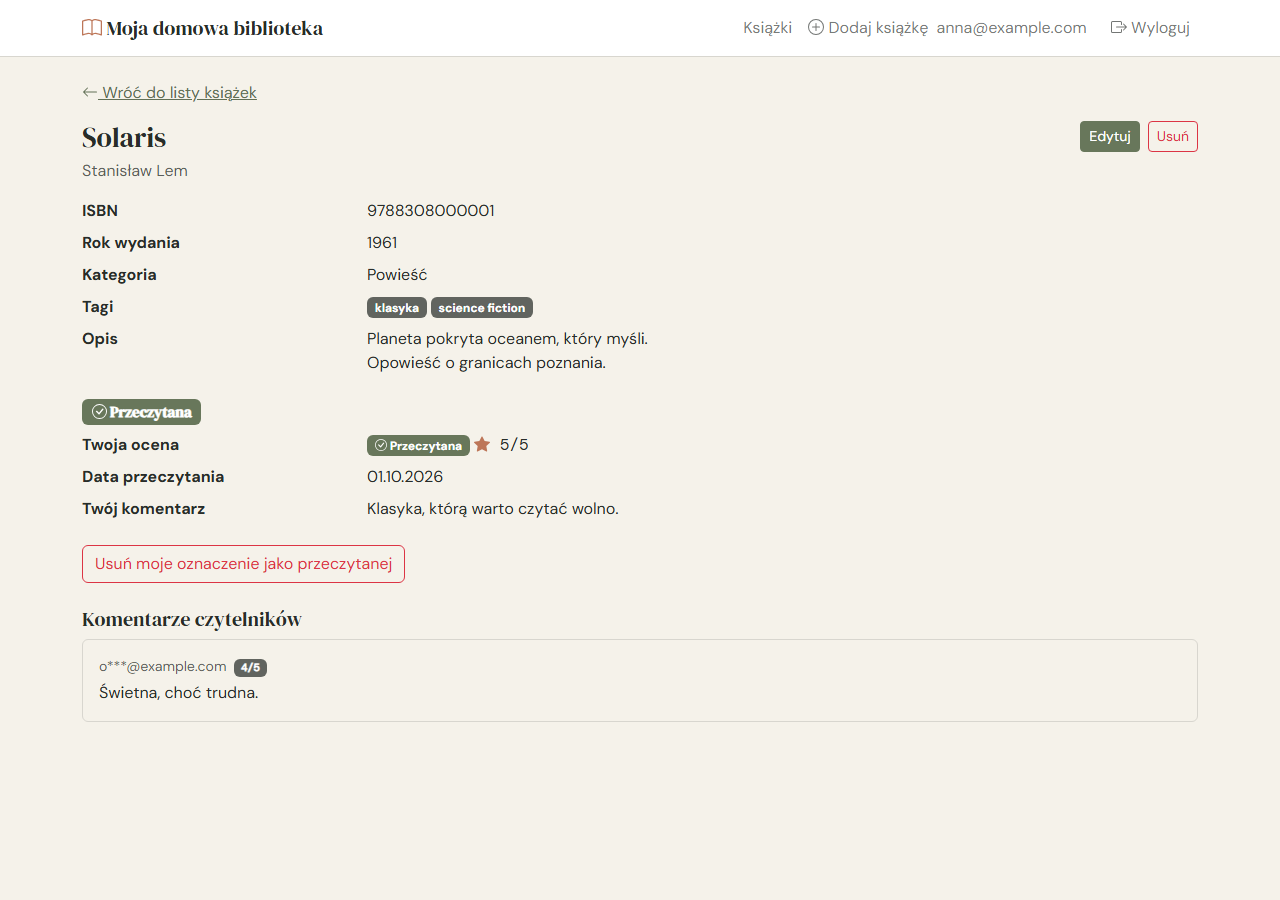 Moja domowa biblioteka
Książki Dodaj książkę anna@example.com Wyloguj
Wróć do listy książek
Solaris
Edytuj Usuń
Stanisław Lem
ISBN 9788308000001
Rok wydania 1961
Kategoria Powieść
Tagi klasyka science fiction
Opis Planeta pokryta oceanem, który myśli.
Opowieść o granicach poznania.
Przeczytana
Twoja ocena Przeczytana 5/5
Data przeczytania 01.10.2026
Twój komentarz Klasyka, którą warto czytać wolno.
Usuń moje oznaczenie jako przeczytanej
Komentarze czytelników
o***@example.com 4/5
Świetna, choć trudna.